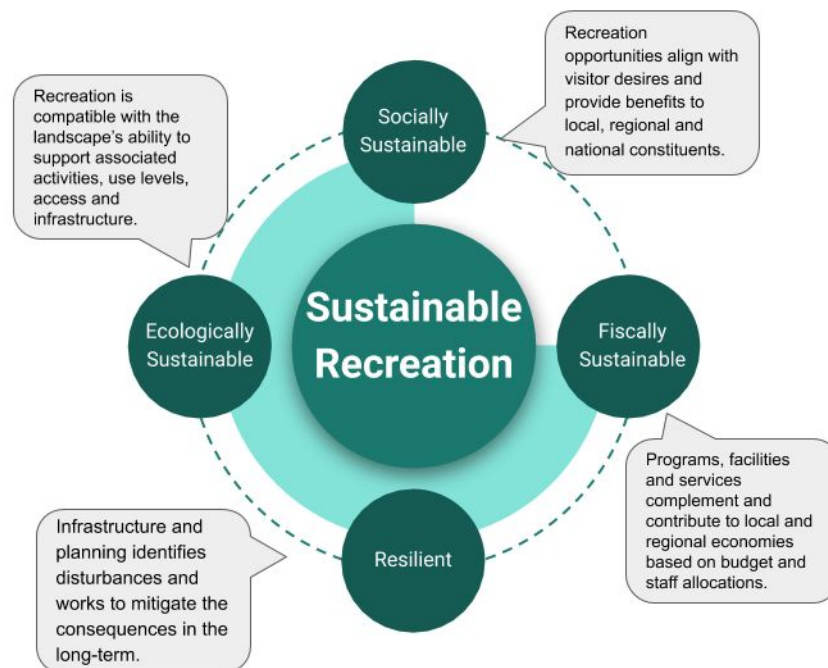 Recreation
opportunities align with
visitor desires and
provide benefits to
local, regional and
national constituents.
Socially
Sustainable
Recreation is
compatible with the
landscape's ability to
support associated
activities, use levels,
access and
infrastructure.
Sustainable
Recreation
Ecologically
Sustainable
Fiscally
Sustainable
Programs, facilities
and services
complement and
contribute to local and
regional economies
based on budget and
staff allocations.
Infrastructure and
planning identifies
disturbances and
works to mitigate the
consequences in the
long-term.
Resilient